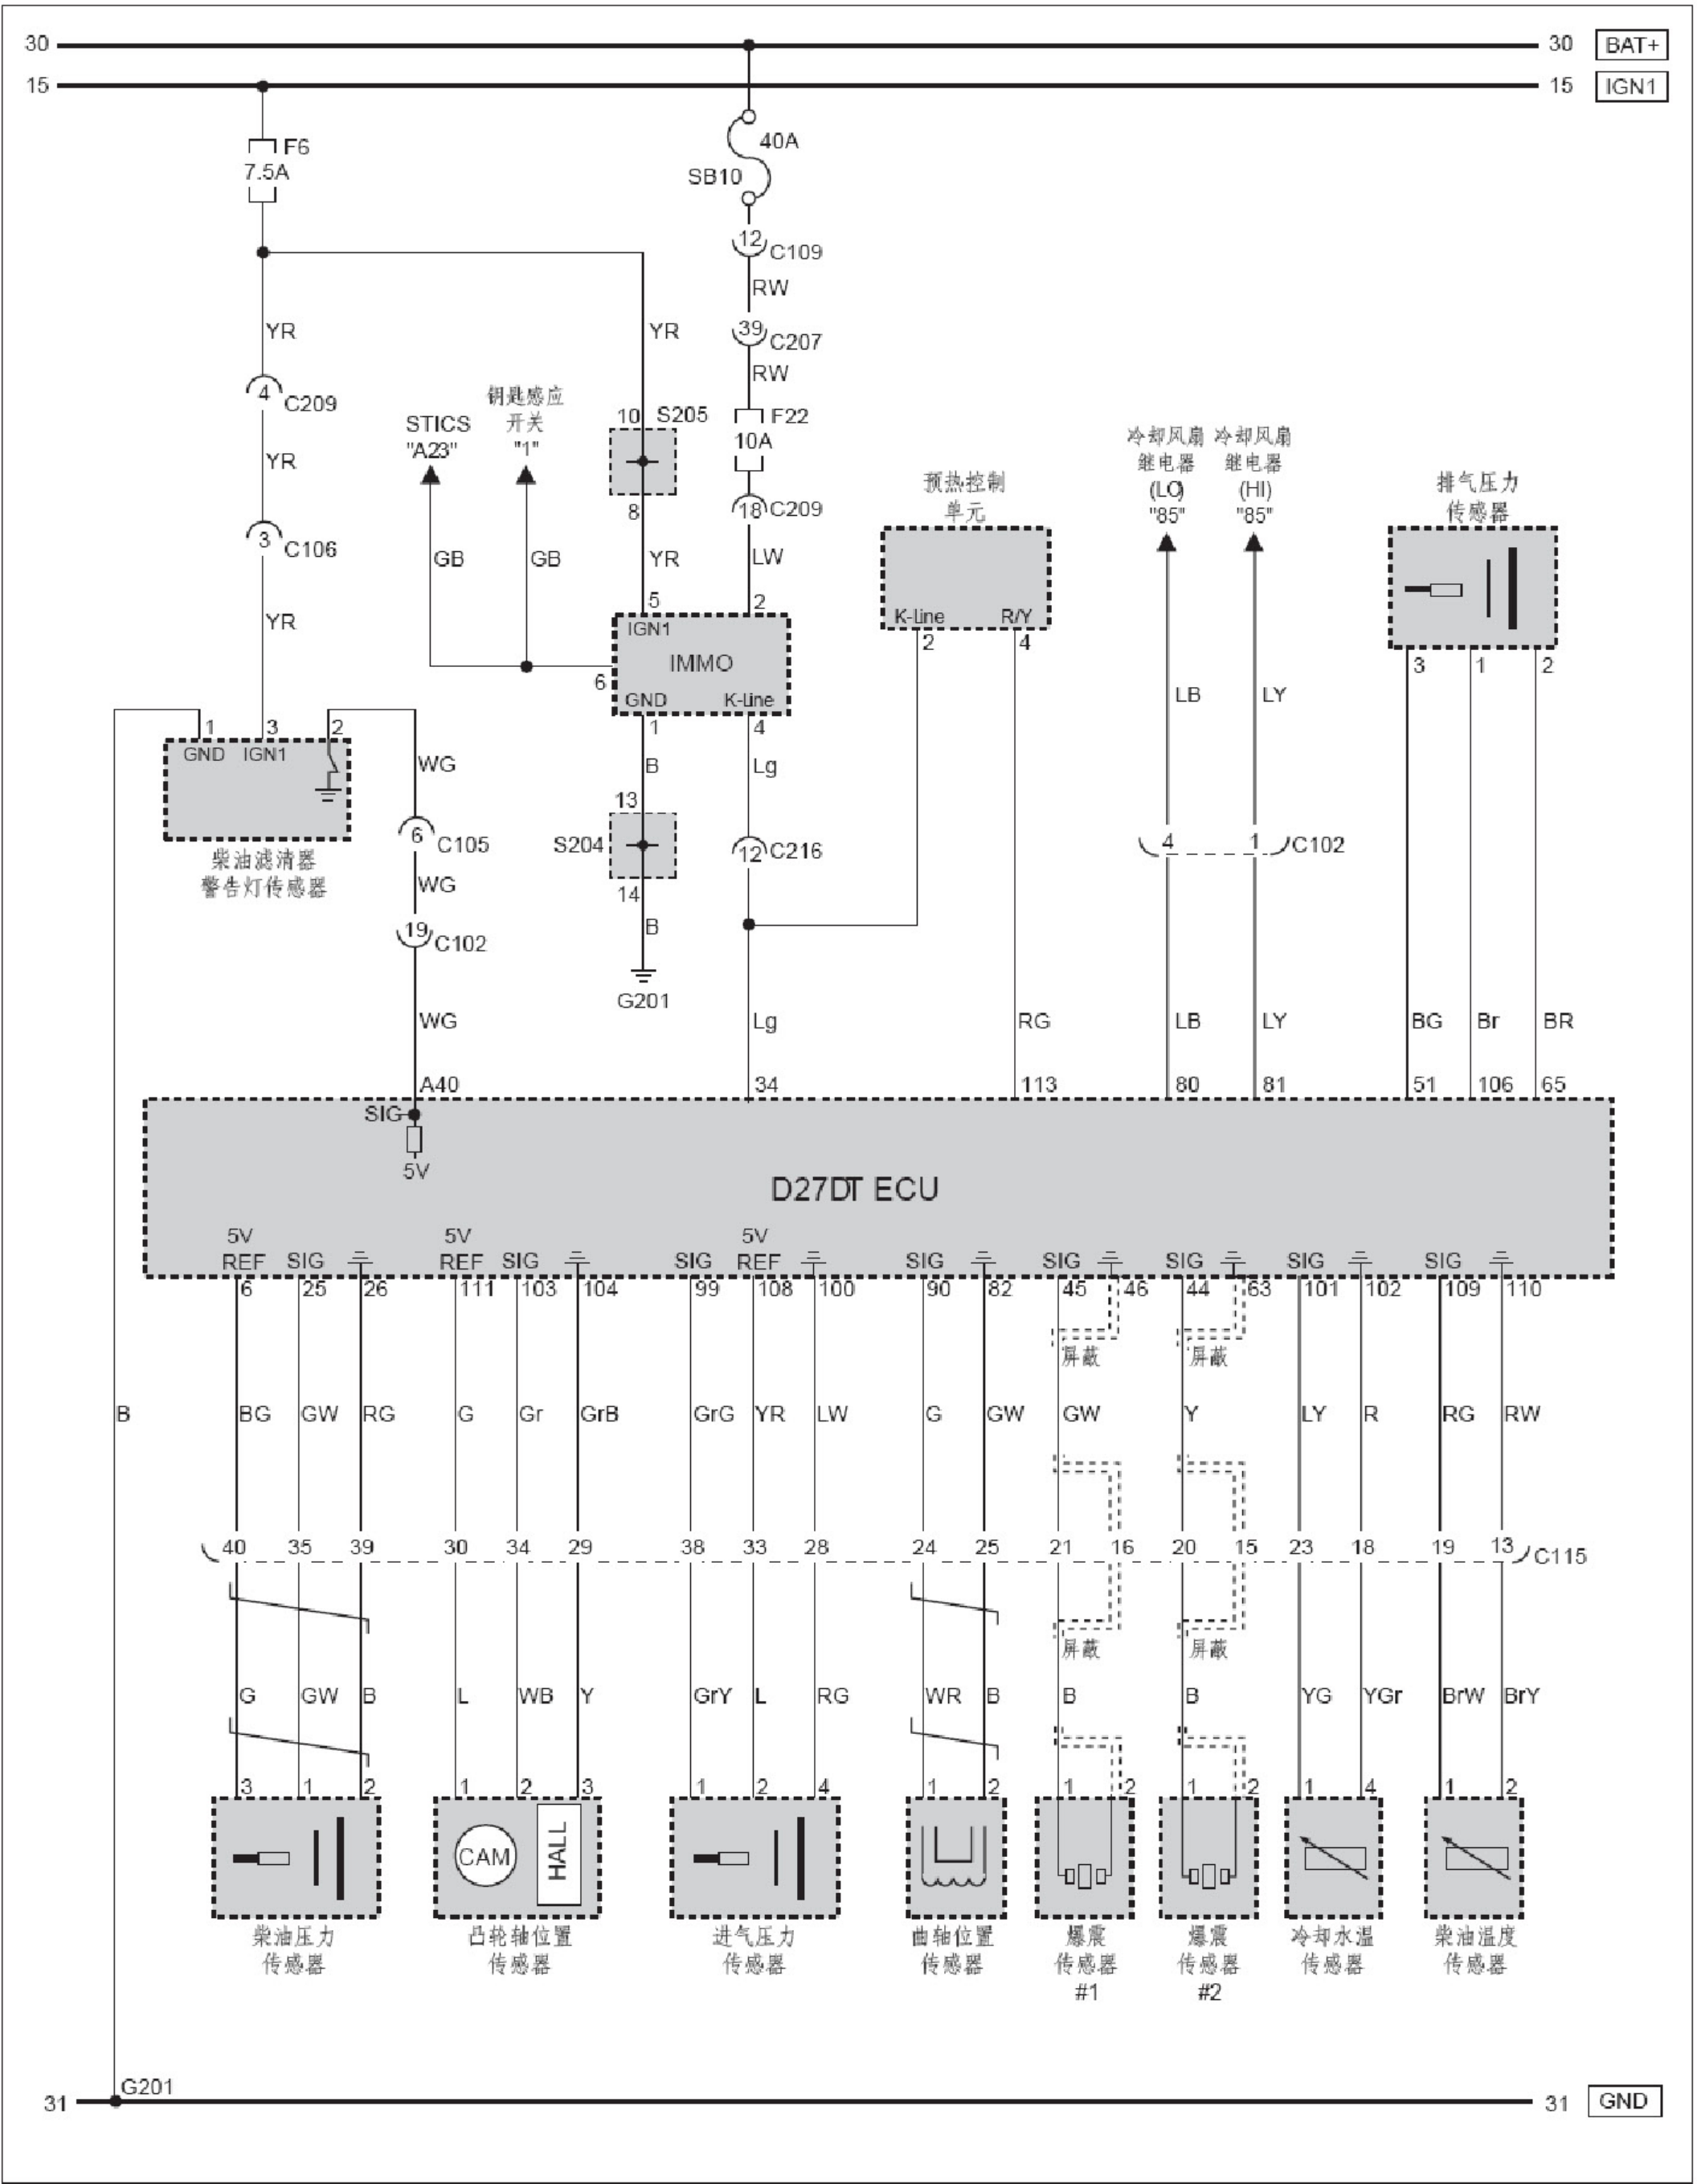 30 30 BAT+
15 15 IGN1
F6
7.5A
40A
SB10
12 C109
RW
YR YR 39 C207
RW
4 C209
STICS
"A23"
钥匙感应
开关
"1"
10 S205
8
F22
10A
18 C209
YR
3 C106
GB GB YR LW
YR
冷却风扇
继电器
(LO)
"85"
冷却风扇
继电器
(HI)
"85"
预热控制
单元
K-Line R/Y
2 4
排气压力
传感器
3 1 2
5 2
IGN1
IMMO
6
GND K-Line
1 4
LB LY
1 3 2
GND IGN1
柴油滤清器
警告灯传感器
WG B Lg
6 C105
13
S204
14
12 C216
4 1 C102
WG
B
19 C102
G201
WG Lg RG LB LY BG Br BR
A40 34 113 80 81 51 106 65
SIG
5V
D27DT ECU
5V 5V 5V
REF SIG REF SIG SIG REF SIG SIG SIG SIG SIG
6 25 26 111 103 104 99 108 100 90 82 45 46 44 63 101 102 109 110
屏蔽 屏蔽
B BG GW RG G Gr GrB GrG YR LW G GW GW Y LY R RG RW
40 35 39 30 34 29 38 33 28 24 25 21 16 20 15 23 18 19 13 C115
屏蔽 屏蔽
G GW B L WB Y GrY L RG WR B B B YG YGr BrW BrY
3 1 2 1 2 3 1 2 4 1 2 1 2 1 2 1 4 1 2
CAM HALL
柴油压力
传感器
凸轮轴位置
传感器
进气压力
传感器
曲轴位置
传感器
爆震
传感器
#1
爆震
传感器
#2
冷却水温
传感器
柴油温度
传感器
G201
31 31 GND